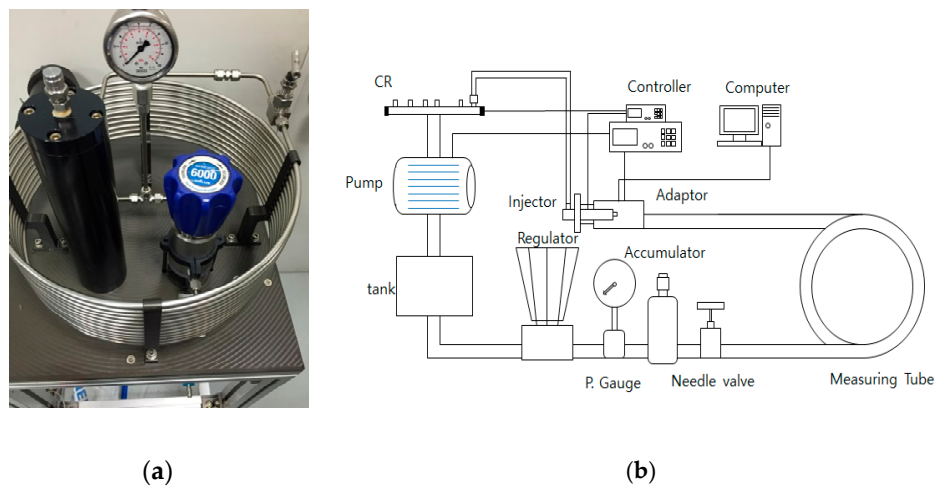 6000
CR
Controller
Computer
Pump
Injector
Adaptor
Regulator
Accumulator
tank
P. Gauge
Needle valve
Measuring Tube
(a)
(b)